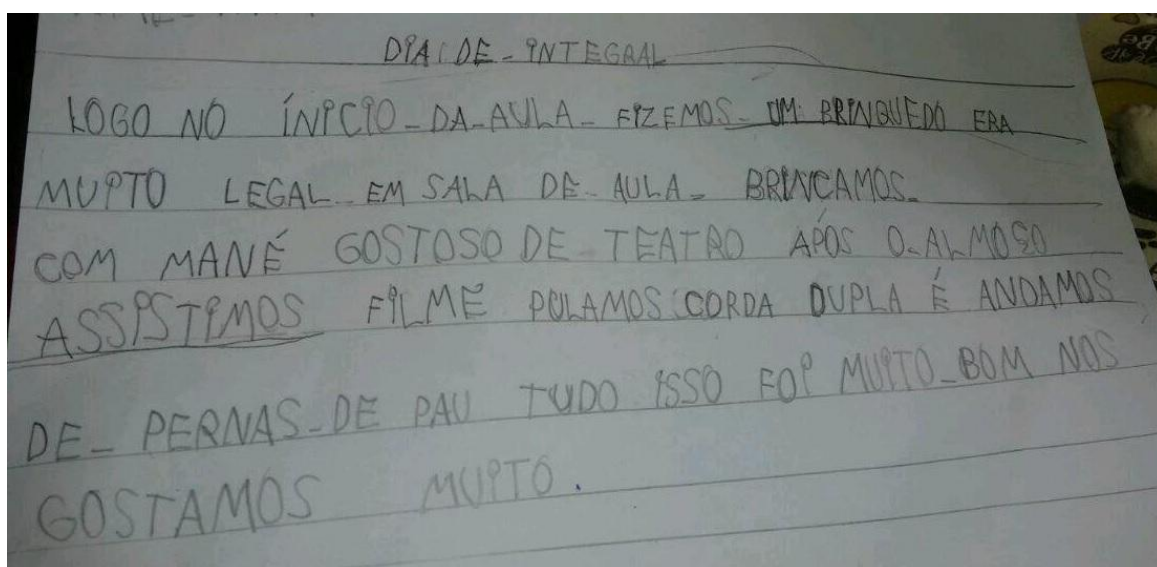 DIA DE - INTEGRAL
LOGO NO ÍNICIO - DA - AULA - FIZEMOS - UM BRINQUEDO ERA
MUITO LEGAL EM SALA DE - AULA - BRINCAMOS -
COM MANÉ GOSTOSO DE TEATRO APÓS O - ALMOSO
ASSISTIMOS FILME PULAMOS CORDA DUPLA É ANDAMOS
DE - PERNAS - DE PAU TUDO ISSO FOI MUITO - BOM NOS
GOSTAMOS MUITO.